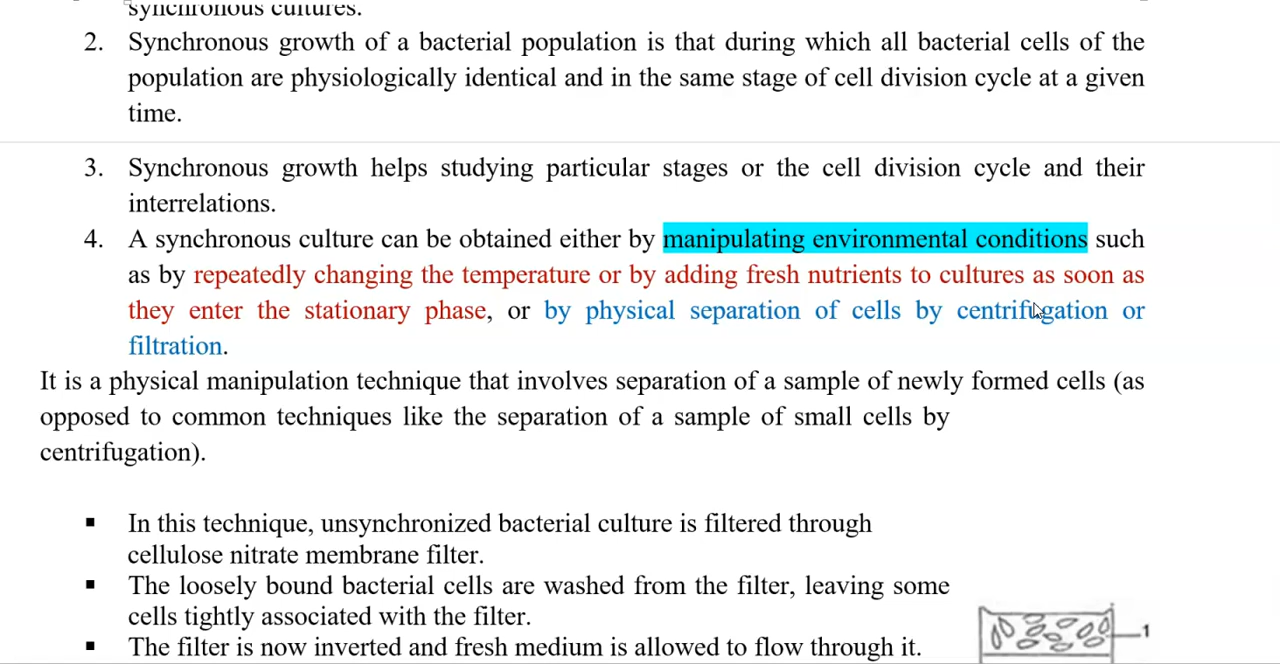 synchronous cultures.
2. Synchronous growth of a bacterial population is that during which all bacterial cells of the
population are physiologically identical and in the same stage of cell division cycle at a given
time.
3. Synchronous growth helps studying particular stages or the cell division cycle and their
interrelations.
4. A synchronous culture can be obtained either by manipulating environmental conditions such
as by repeatedly changing the temperature or by adding fresh nutrients to cultures as soon as
they enter the stationary phase, or by physical separation of cells by centrifugation or
filtration.
It is a physical manipulation technique that involves separation of a sample of newly formed cells (as
opposed to common techniques like the separation of a sample of small cells by
centrifugation).
▪ In this technique, unsynchronized bacterial culture is filtered through
cellulose nitrate membrane filter.
▪ The loosely bound bacterial cells are washed from the filter, leaving some
cells tightly associated with the filter.
▪ The filter is now inverted and fresh medium is allowed to flow through it.
1